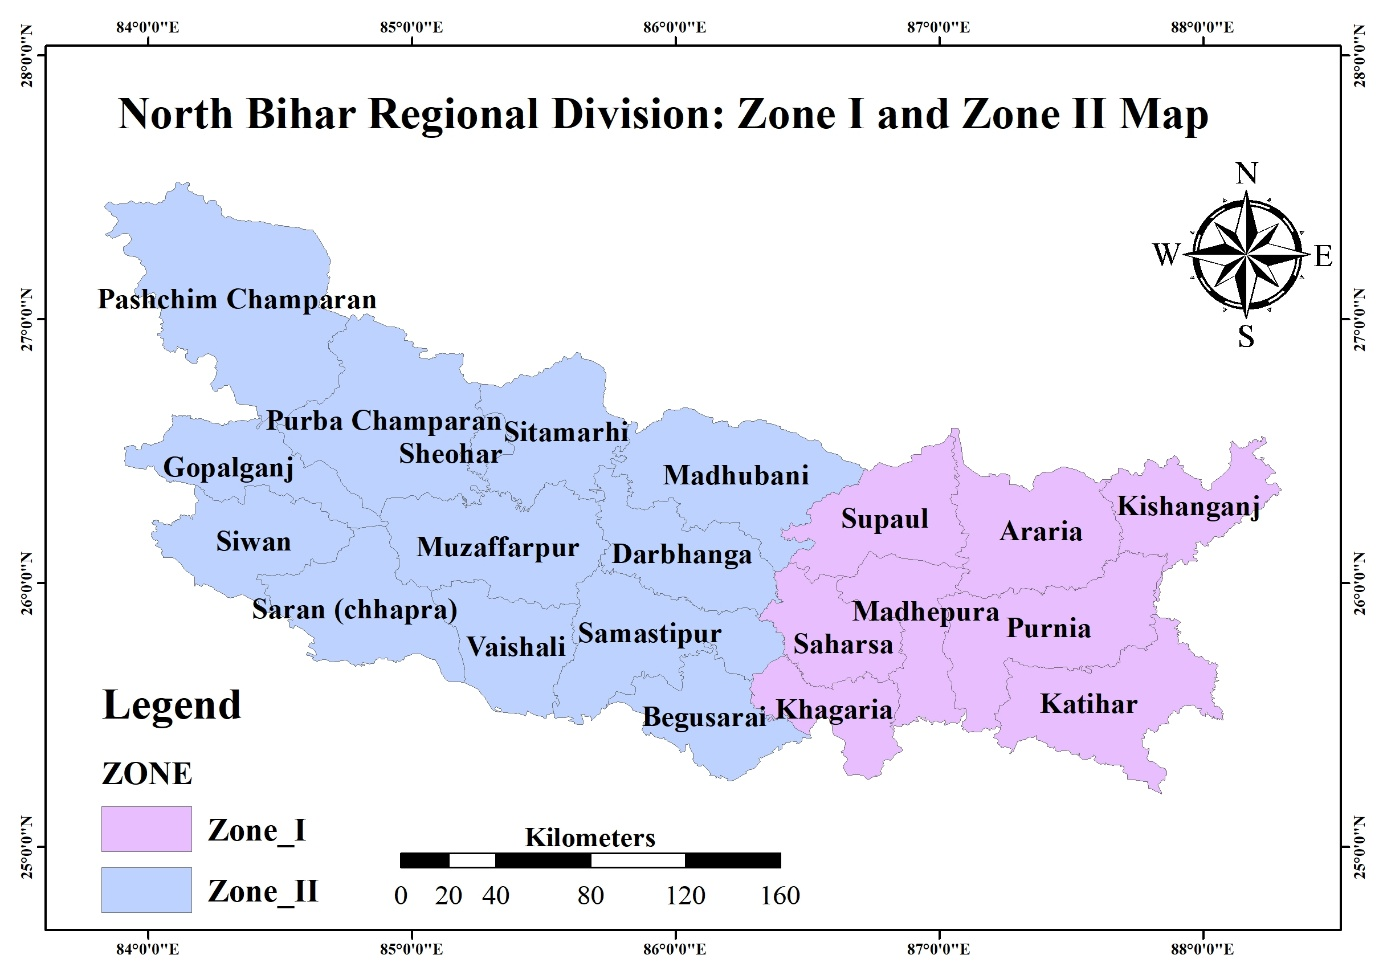 84°0'0"E 85°0'0"E 86°0'0"E 87°0'0"E 88°0'0"E
28°0'0"N 28°0'0"N
North Bihar Regional Division: Zone I and Zone II Map
N
W E
S
Pashchim Champaran
27°0'0"N 27°0'0"N
Purba Champaran
Sitamarhi
Sheohar
Gopalganj
Madhubani
Kishanganj
Supaul
Araria
Siwan
Muzaffarpur
Darbhanga
26°0'0"N 26°0'0"N
Saran (chhapra)
Madhepura
Purnia
Samastipur
Vaishali
Saharsa
Katihar
Khagaria
Begusarai
Legend
ZONE
Zone_I
Zone_II
Kilometers
0 20 40 80 120 160
25°0'0"N 25°0'0"N
84°0'0"E 85°0'0"E 86°0'0"E 87°0'0"E 88°0'0"E